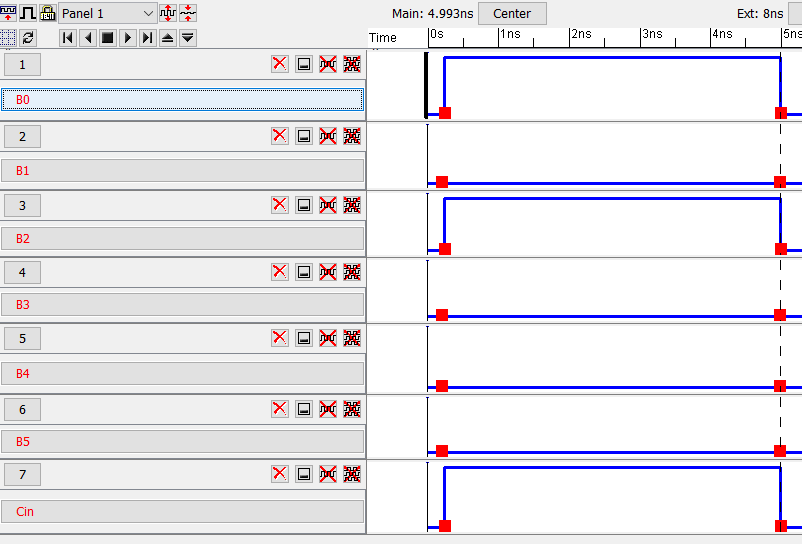 Panel 1 Main: 4.993ns Center Ext: 8ns
Time 0s 1ns 2ns 3ns 4ns 5ns
1
B0
2
B1
3
B2
4
B3
5
B4
6
B5
7
Cin